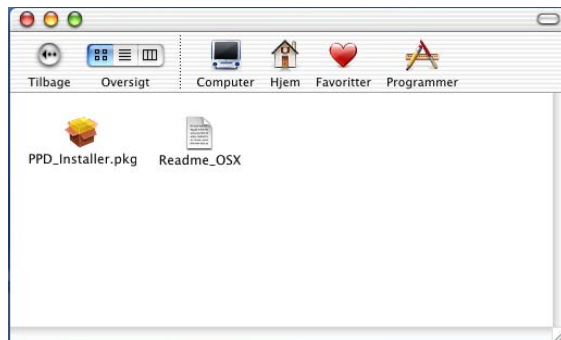 Tilbage Oversigt Computer Hjem Favoritter Programmer
PPD_Installer.pkg Readme_OSX